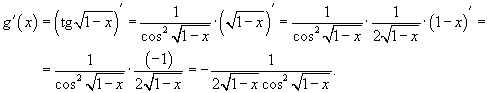 g′(x) = (tg√(1−x))′ = 1/(cos²√(1−x)) · (√(1−x))′ = 1/(cos²√(1−x)) · 1/(2√(1−x)) · (1−x)′ =
= 1/(cos²√(1−x)) · (−1)/(2√(1−x)) = − 1/(2√(1−x) cos²√(1−x)).